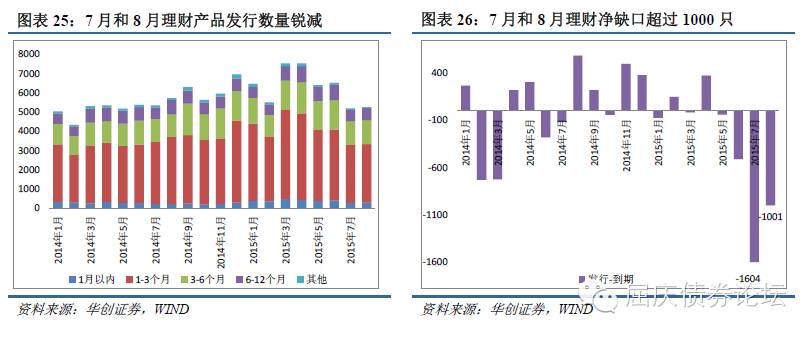 图表 25：7 月和 8 月理财产品发行数量锐减
8000
7000
6000
5000
4000
3000
2000
1000
0
2014年1月
2014年3月
2014年5月
2014年7月
2014年9月
2014年11月
2015年1月
2015年3月
2015年5月
2015年7月
1月以内
1-3个月
3-6个月
6-12个月
其他
资料来源：华创证券，WIND
图表 26：7 月和 8 月理财净缺口超过 1000 只
400
-100
-600
-1100
-1600
2014年1月
2014年3月
2014年5月
2014年7月
2014年9月
2014年11月
2015年1月
2015年3月
2015年5月
2015年7月
-1001
-1604
发行-到期
资料来源：华创证券，WIND
屈庆债券论坛